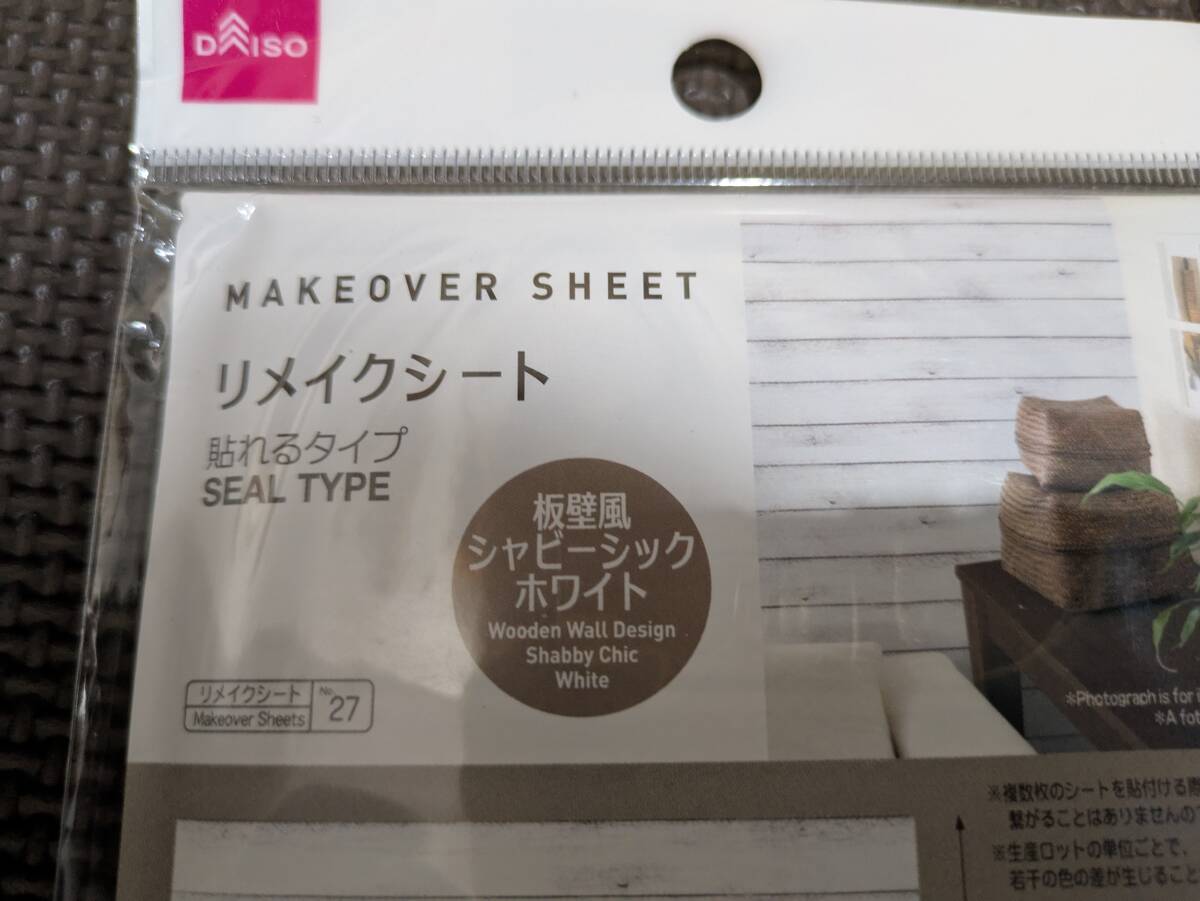 DAISO
MAKEOVER SHEET
リメイクシート
貼れるタイプ
SEAL TYPE
板壁風
シャビーシック
ホワイト
Wooden Wall Design
Shabby Chic
White
リメイクシート
Makeover Sheets
No. 27
*Photograph is for
*A fot
※複数枚のシートを貼付ける際
繋がることはありませんの
※生産ロットの単位ごとで、
若干の色の差が生じること